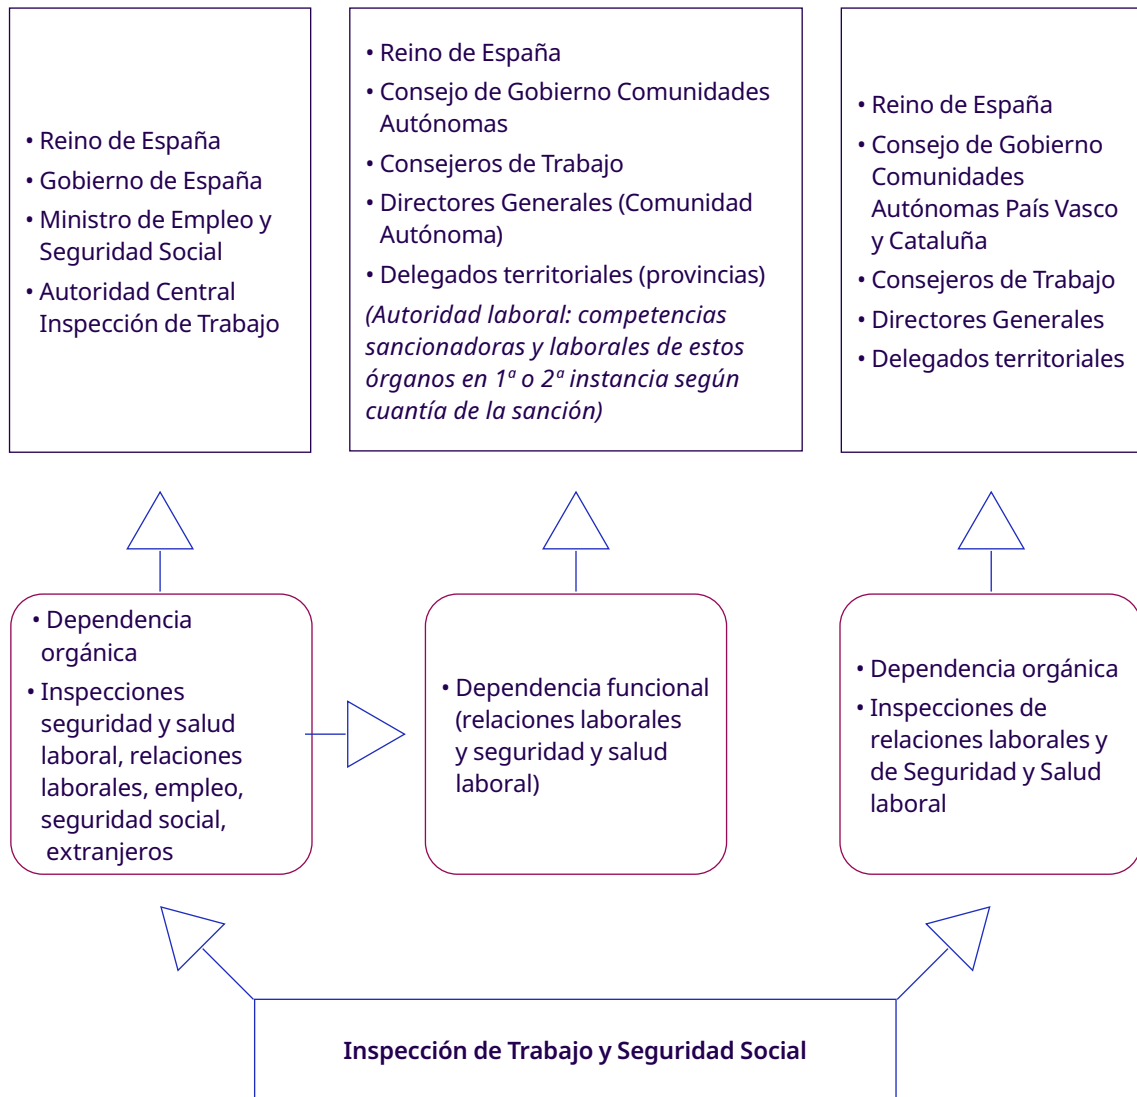 • Reino de España
• Gobierno de España
• Ministro de Empleo y
Seguridad Social
• Autoridad Central
Inspección de Trabajo
• Reino de España
• Consejo de Gobierno Comunidades
Autónomas
• Consejeros de Trabajo
• Directores Generales (Comunidad
Autónoma)
• Delegados territoriales (provincias)
(Autoridad laboral: competencias
sancionadoras y laborales de estos
órganos en 1ª o 2ª instancia según
cuantía de la sanción)
• Reino de España
• Consejo de Gobierno
Comunidades
Autónomas País Vasco
y Cataluña
• Consejeros de Trabajo
• Directores Generales
• Delegados territoriales
• Dependencia
orgánica
• Inspecciones
seguridad y salud
laboral, relaciones
laborales, empleo,
seguridad social,
extranjeros
• Dependencia funcional
(relaciones laborales
y seguridad y salud
laboral)
• Dependencia orgánica
• Inspecciones de
relaciones laborales y
de Seguridad y Salud
laboral
Inspección de Trabajo y Seguridad Social